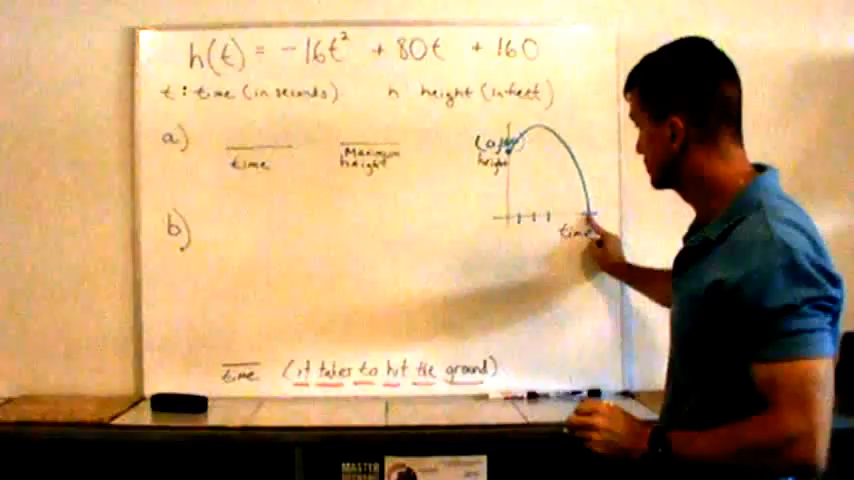 h(t) = -16t² + 80t + 160
t : time (in seconds) h height (in feet)
a)
time
Maximum
height
height
time
b)
time (it takes to hit the ground)
MASTER